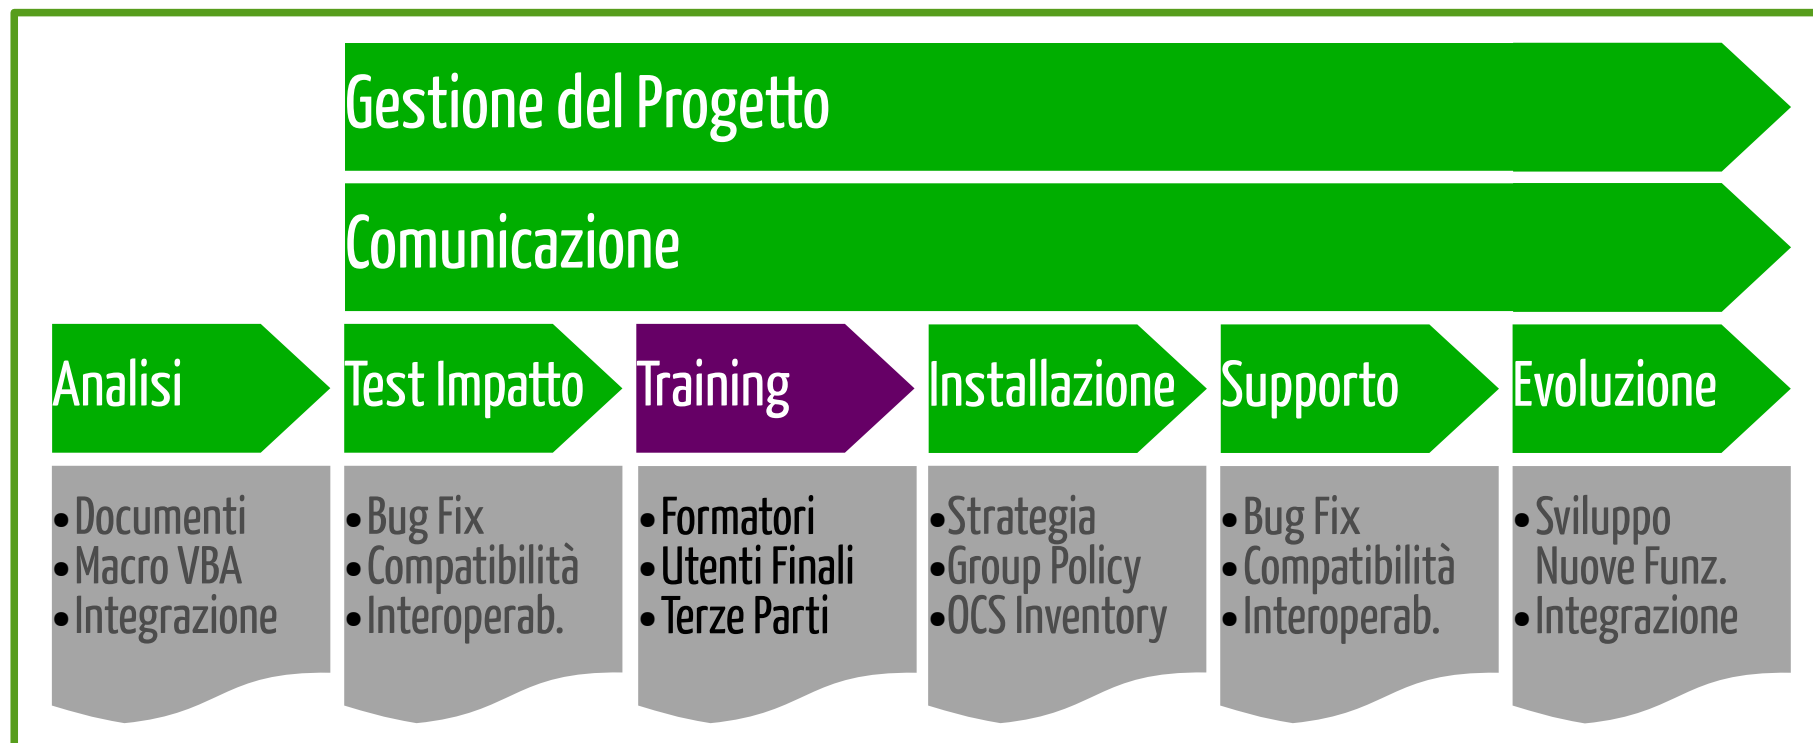 Gestione del Progetto
Comunicazione
Analisi
Test Impatto
Training
Installazione
Supporto
Evoluzione
•Documenti
•Macro VBA
•Integrazione
•Bug Fix
•Compatibilità
•Interoperab.
•Formatori
•Utenti Finali
•Terze Parti
•Strategia
•Group Policy
•OCS Inventory
•Bug Fix
•Compatibilità
•Interoperab.
•Sviluppo
Nuove Funz.
•Integrazione